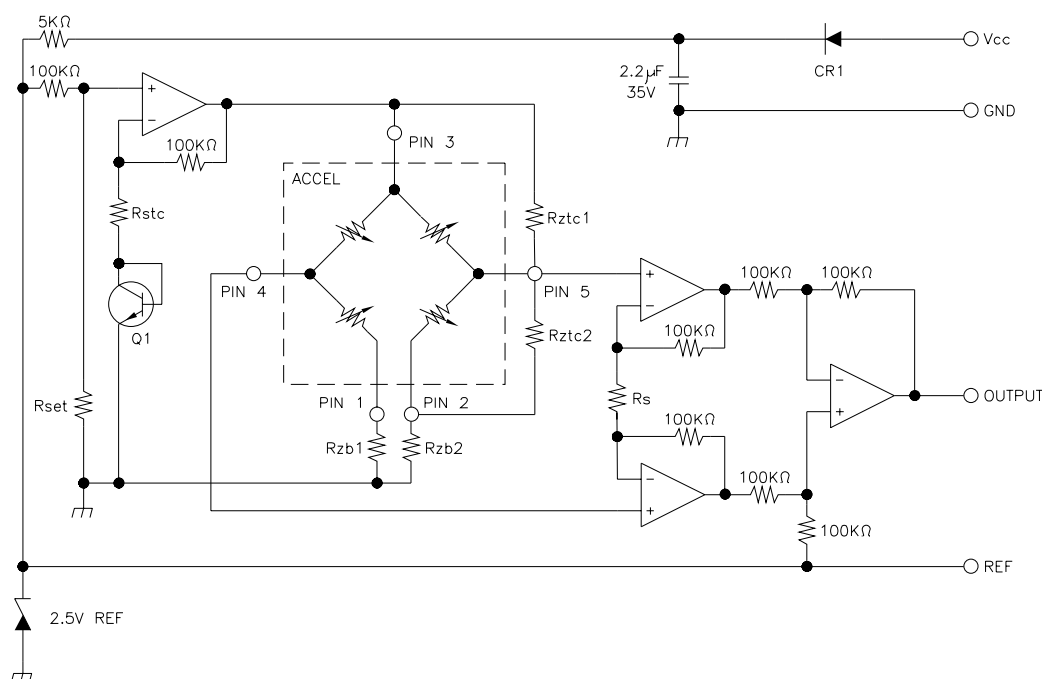 5KΩ
Vcc
100KΩ
2.2µF
35V
CR1
+
−
GND
100KΩ
PIN 3
ACCEL
Rstc
Rztc1
PIN 4
PIN 5
+
−
100KΩ
100KΩ
Q1
Rztc2
100KΩ
Rset
PIN 1
PIN 2
Rs
−
+
OUTPUT
Rzb1
Rzb2
100KΩ
−
+
100KΩ
100KΩ
REF
2.5V REF